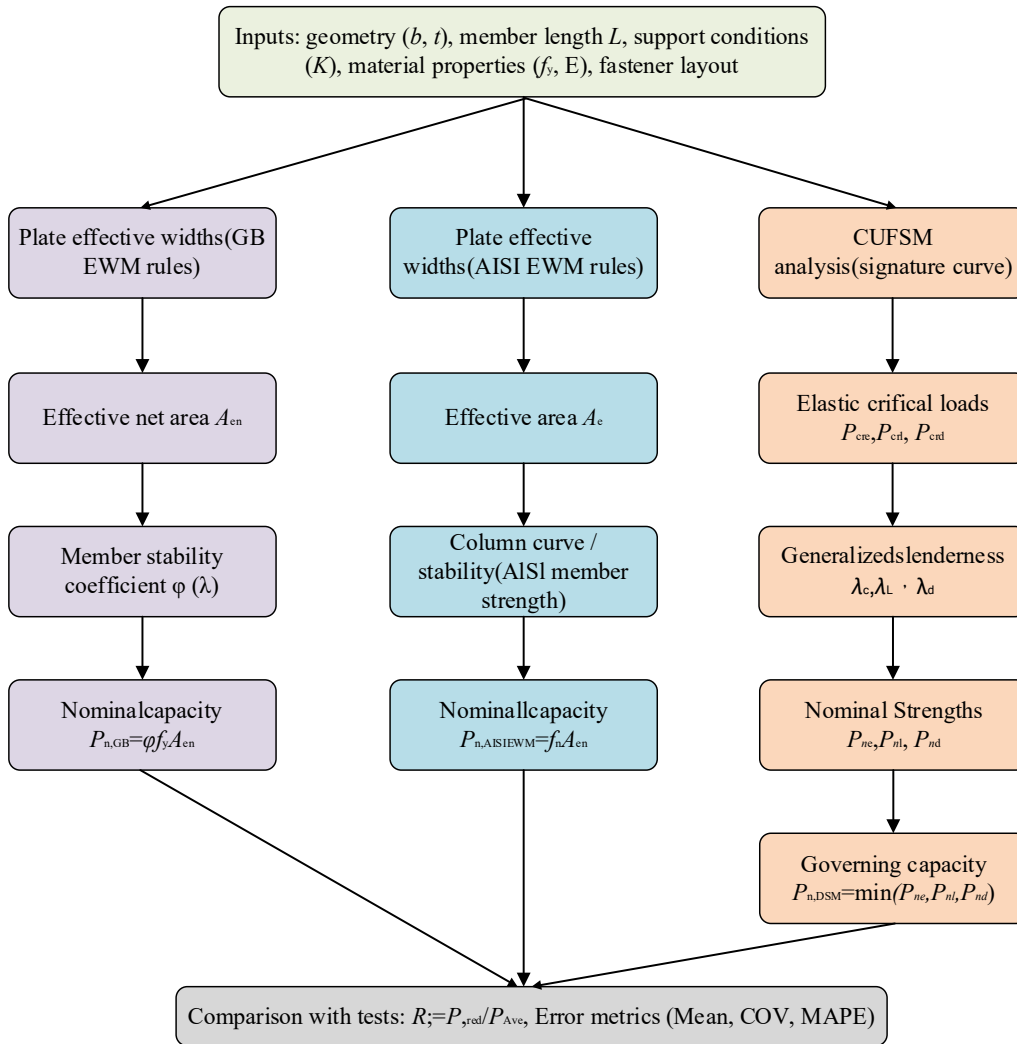 Inputs: geometry (b, t), member length L, support conditions
(K), material properties (fy, E), fastener layout
Plate effective widths(GB
EWM rules)
Effective net area Aen
Member stability
coefficient φ (λ)
Nominalcapacity
Pn,GB=φfyAen
Plate effective
widths(AISI EWM rules)
Effective area Ae
Column curve /
stability(AlSl member
strength)
Nominallcapacity
Pn,AISIEWM=fnAen
CUFSM
analysis(signature curve)
Elastic crifical loads
Pcre,Pcrl, Pcrd
Generalizedslenderness
λc,λL · λd
Nominal Strengths
Pne,Pnl, Pnd
Governing capacity
Pn,DSM=min(Pne,Pnl,Pnd)
Comparison with tests: R;=P,red/PAve, Error metrics (Mean, COV, MAPE)